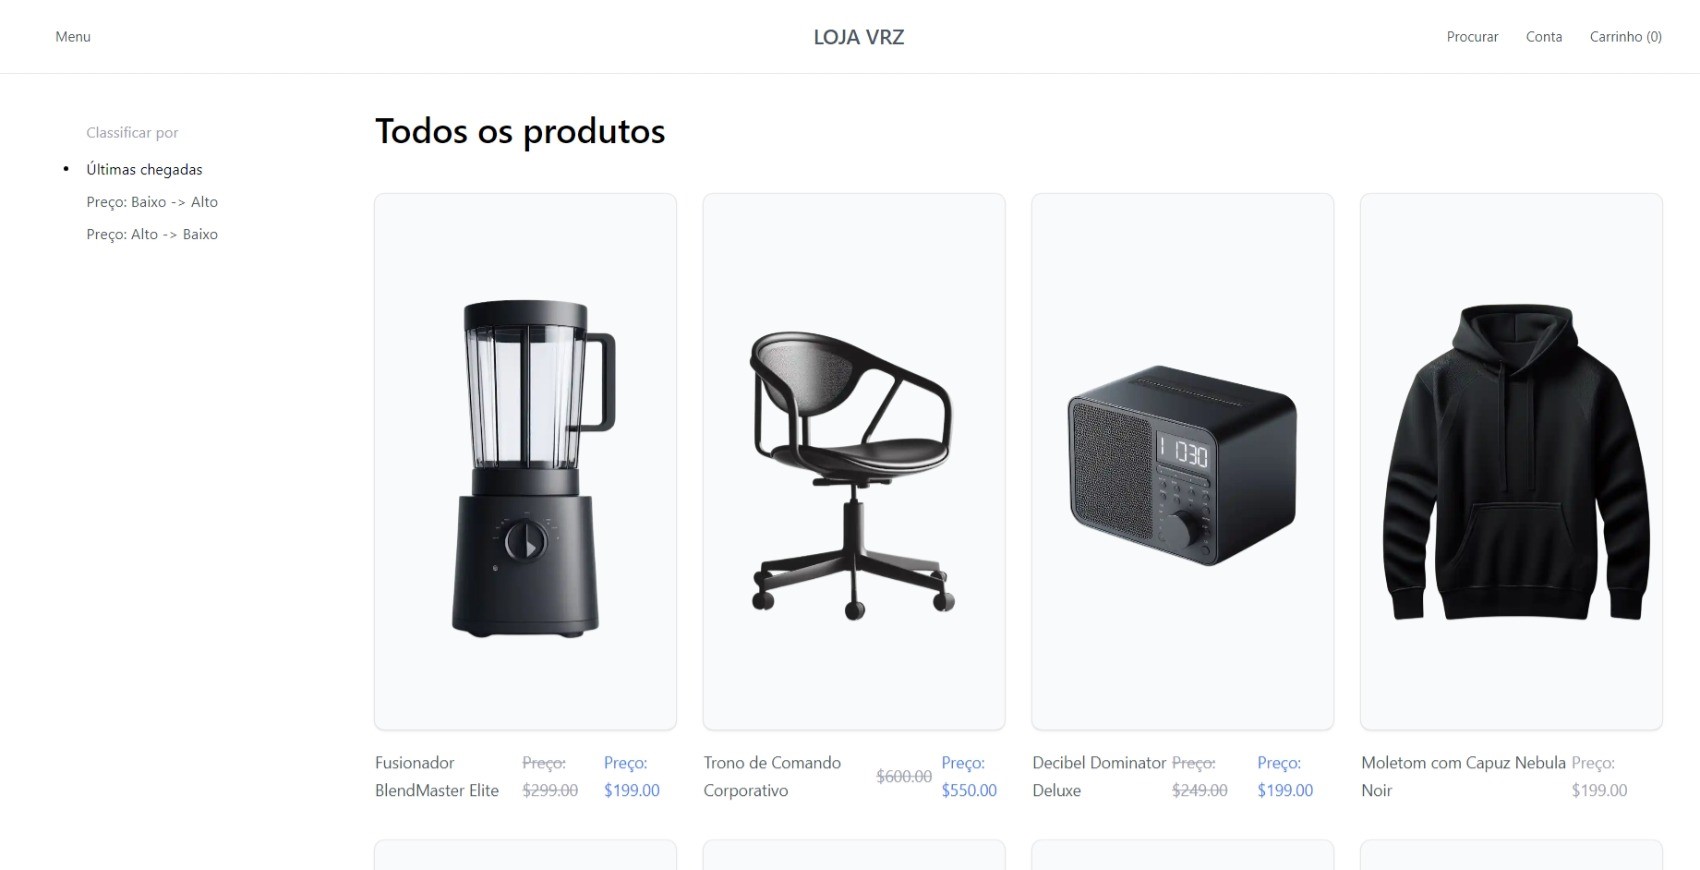 Menu
LOJA VRZ
Procurar
Conta
Carrinho (0)
Classificar por
Últimas chegadas
Preço: Baixo -> Alto
Preço: Alto -> Baixo
Todos os produtos
11030
Fusionador
BlendMaster Elite
Preço:
$299.00
Preço:
$199.00
Trono de Comando
Corporativo
$600.00
Preço:
$550.00
Decibel Dominator
Deluxe
Preço:
$249.00
Preço:
$199.00
Moletom com Capuz Nebula
Noir
Preço:
$199.00